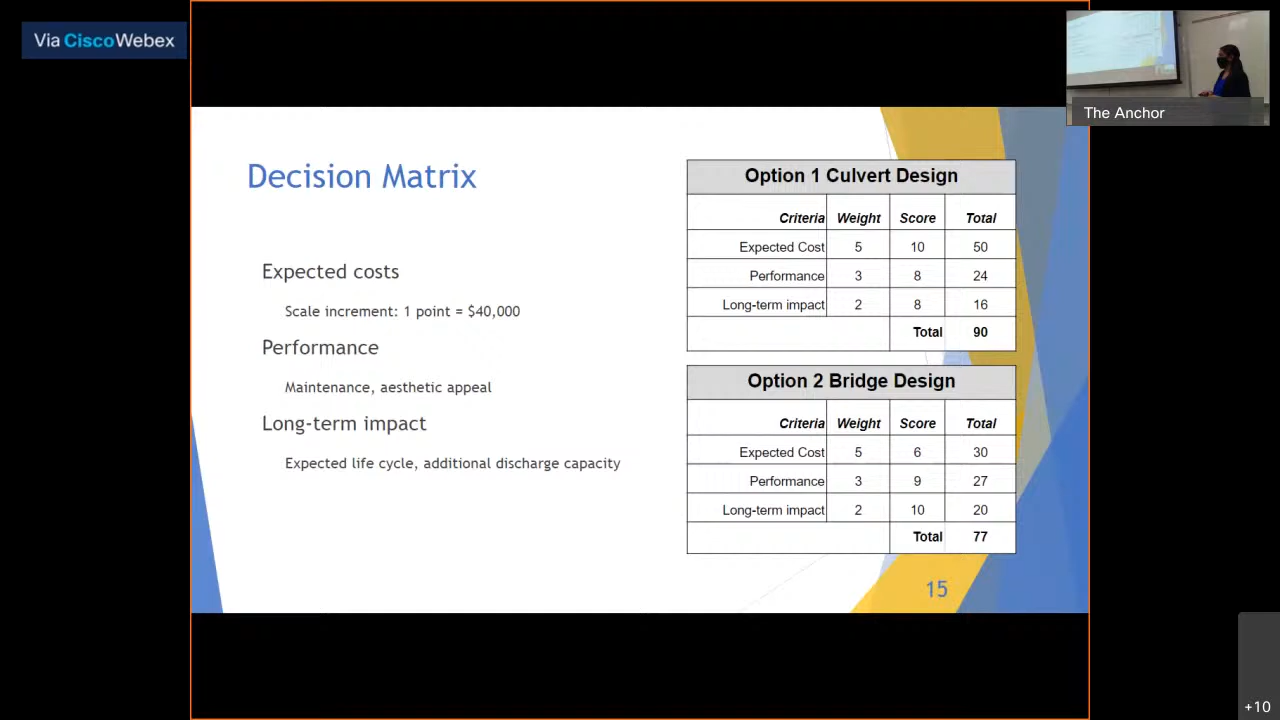 Via CiscoWebex
The Anchor
Decision Matrix
Expected costs
Scale increment: 1 point = $40,000
Performance
Maintenance, aesthetic appeal
Long-term impact
Expected life cycle, additional discharge capacity
Option 1 Culvert Design
Criteria Weight Score Total
Expected Cost 5 10 50
Performance 3 8 24
Long-term impact 2 8 16
Total 90
Option 2 Bridge Design
Criteria Weight Score Total
Expected Cost 5 6 30
Performance 3 9 27
Long-term impact 2 10 20
Total 77
15
+10